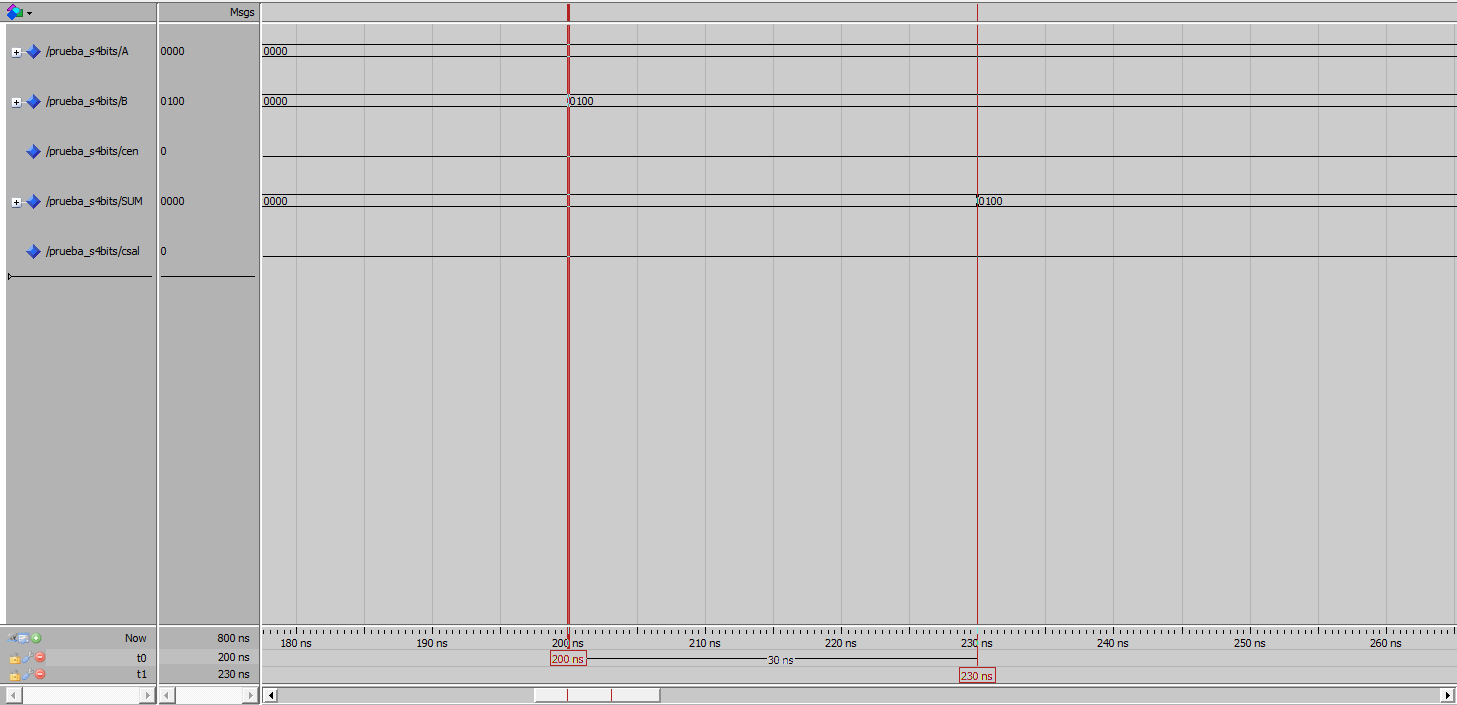 Msgs
/prueba_s4bits/A 0000 0000
/prueba_s4bits/B 0100 0000 0100
/prueba_s4bits/cen 0
/prueba_s4bits/SUM 0000 0000 0100
/prueba_s4bits/csal 0
Now 800 ns 180 ns 190 ns 200 ns 210 ns 220 ns 230 ns 240 ns 250 ns 260 ns
t0 200 ns 200 ns 30 ns
t1 230 ns 230 ns